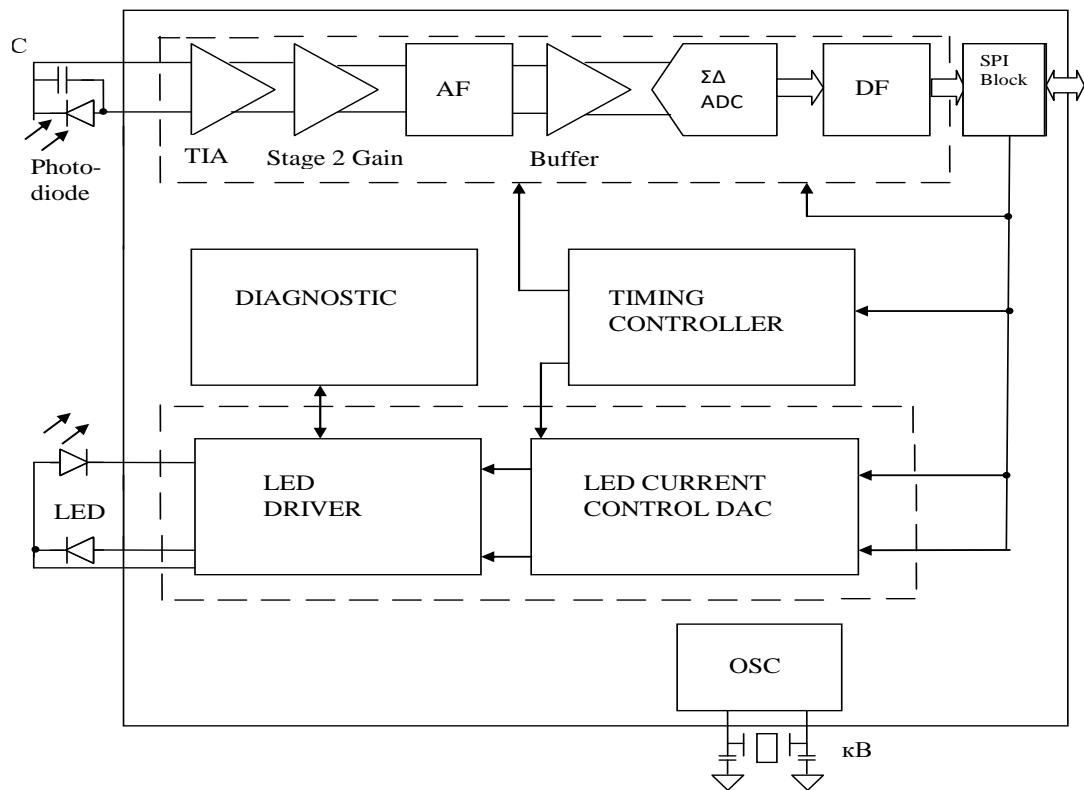 C
SPI
Block
ΣΔ
ADC
AF
DF
TIA
Stage 2 Gain
Buffer
Photo-
diode
DIAGNOSTIC
TIMING
CONTROLLER
LED
LED
DRIVER
LED CURRENT
CONTROL DAC
OSC
кВ